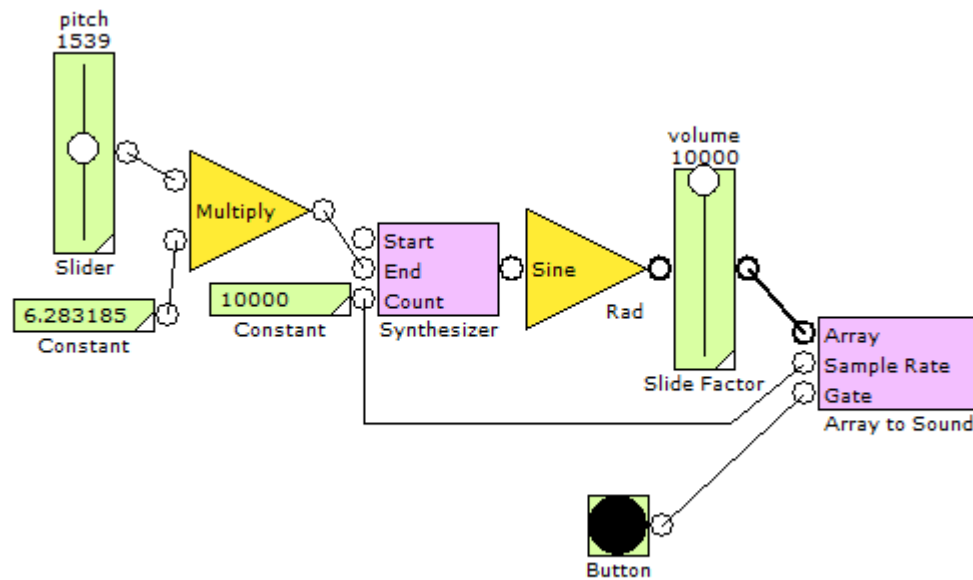 pitch
1539
Slider
6.283185
Constant
Multiply
10000
Constant
Start
End
Count
Synthesizer
Sine
Rad
volume
10000
Slide Factor
Array
Sample Rate
Gate
Array to Sound
Button